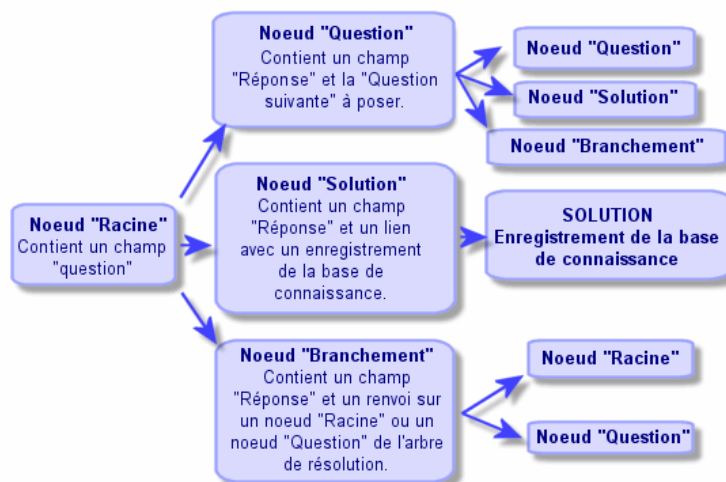 Noeud "Racine"
Contient un champ
"question"
Noeud "Question"
Contient un champ
"Réponse" et la "Question
suivante" à poser.
Noeud "Question"
Noeud "Solution"
Noeud "Branchement"
Noeud "Solution"
Contient un champ
"Réponse" et un lien
avec un enregistrement
de la base de
connaissance.
SOLUTION
Enregistrement de la base
de connaissance
Noeud "Branchement"
Contient un champ
"Réponse" et un renvoi sur
un noeud "Racine" ou un
noeud "Question" de l'arbre
de résolution.
Noeud "Racine"
Noeud "Question"